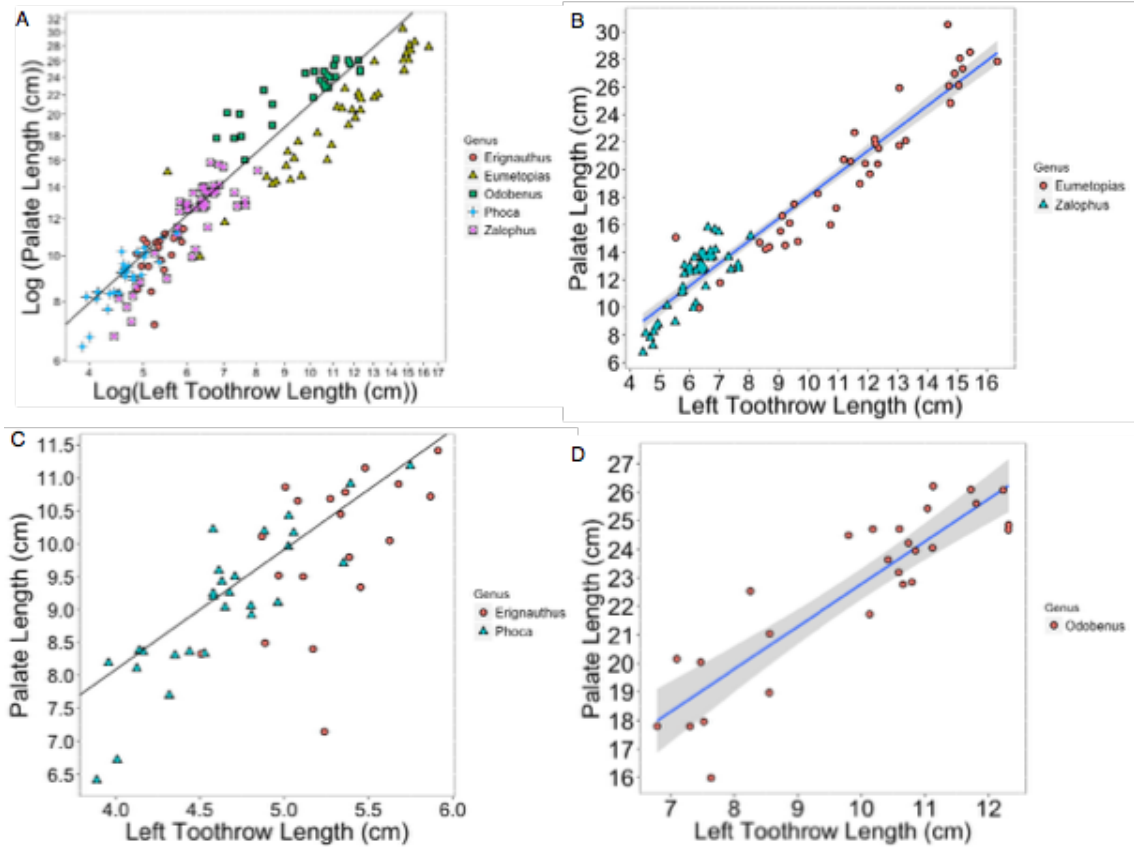 A
Log (Palate Length (cm))
32
28
26
24
20
18
16
14
12
10
8
6
4 5 6 7 8 9 10 11 12 13 14 15 16 17
Log(Left Toothrow Length (cm))
Genus
Erignauthus
Eumetopias
Odobenus
Phoca
Zalophus
B
Palate Length (cm)
30
28
26
24
22
20
18
16
14
12
10
8
6
4 5 6 7 8 9 10 11 12 13 14 15 16
Left Toothrow Length (cm)
Genus
Eumetopias
Zalophus
C
Palate Length (cm)
11.5
11.0
10.5
10.0
9.5
9.0
8.5
8.0
7.5
7.0
6.5
4.0 4.5 5.0 5.5 6.0
Left Toothrow Length (cm)
Genus
Erignauthus
Phoca
D
Palate Length (cm)
27
26
25
24
23
22
21
20
19
18
17
16
7 8 9 10 11 12
Left Toothrow Length (cm)
Genus
Odobenus